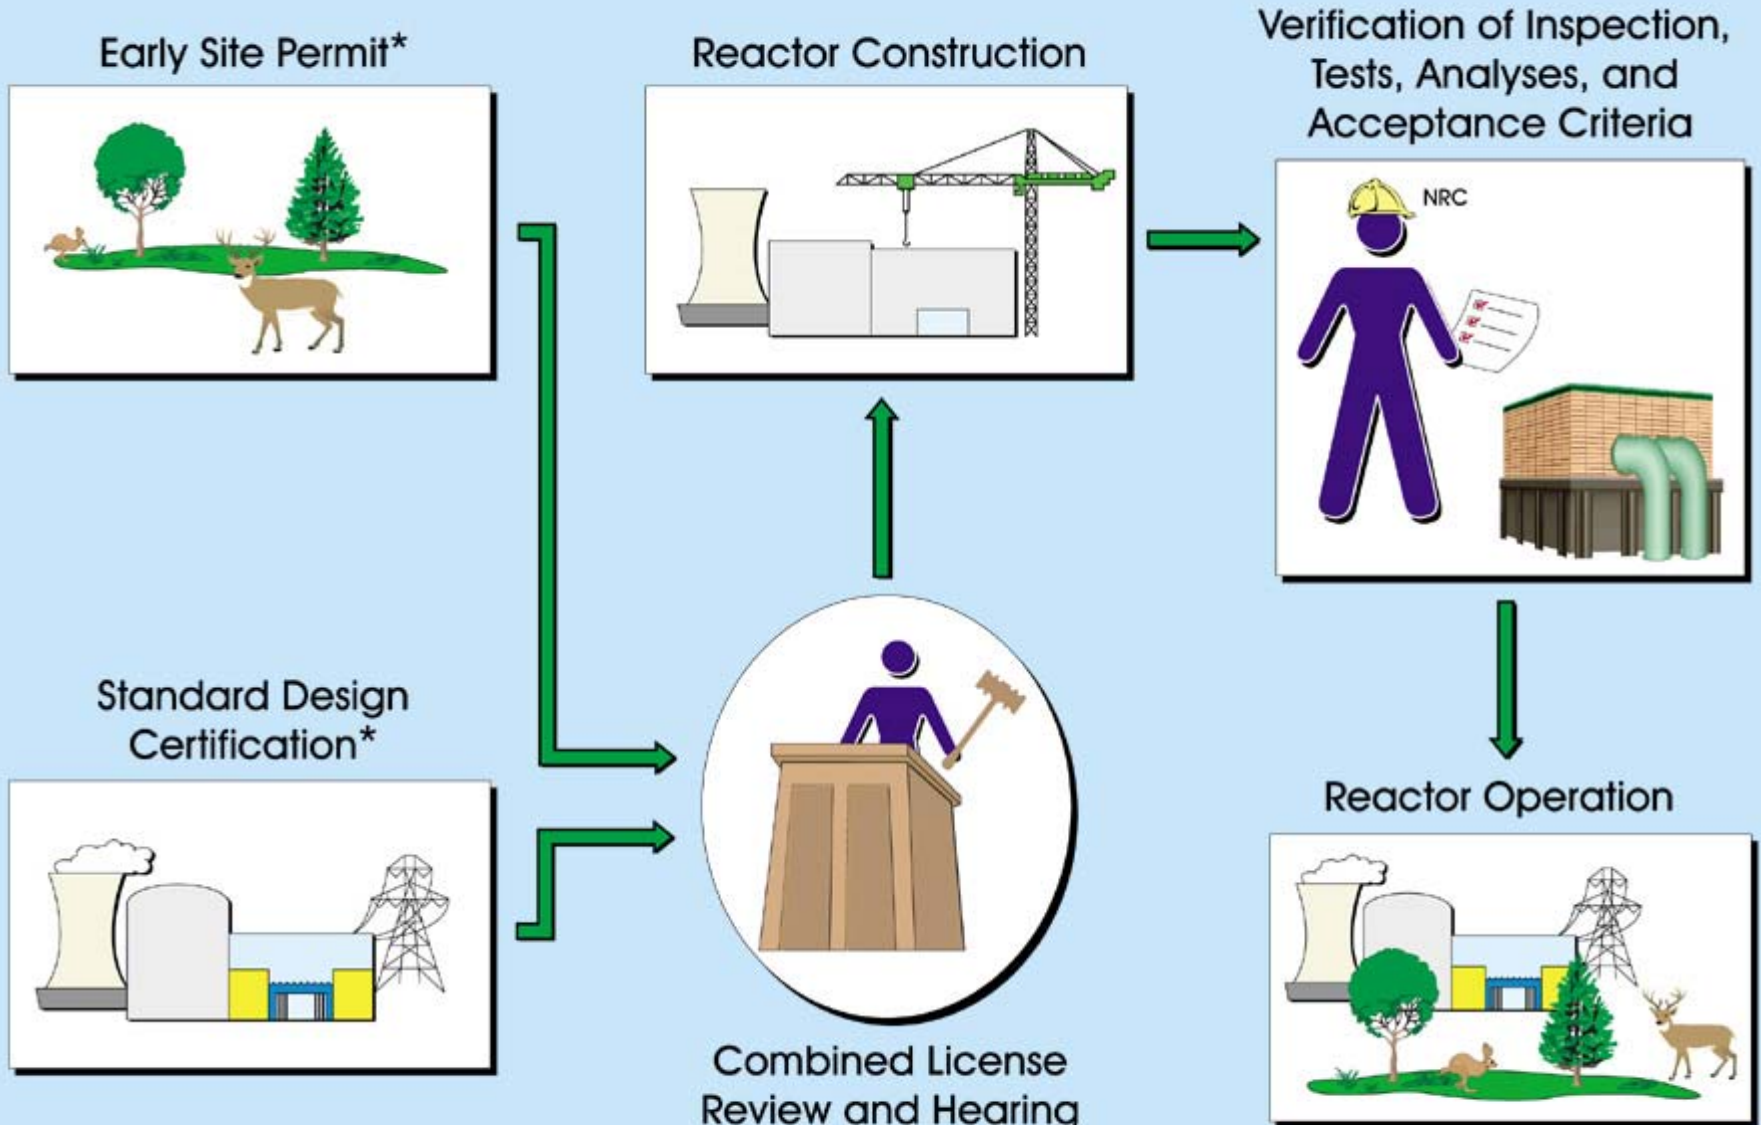 Early Site Permit*
Reactor Construction
Verification of Inspection,
Tests, Analyses, and
Acceptance Criteria
NRC
Standard Design
Certification*
Combined License
Review and Hearing
Reactor Operation